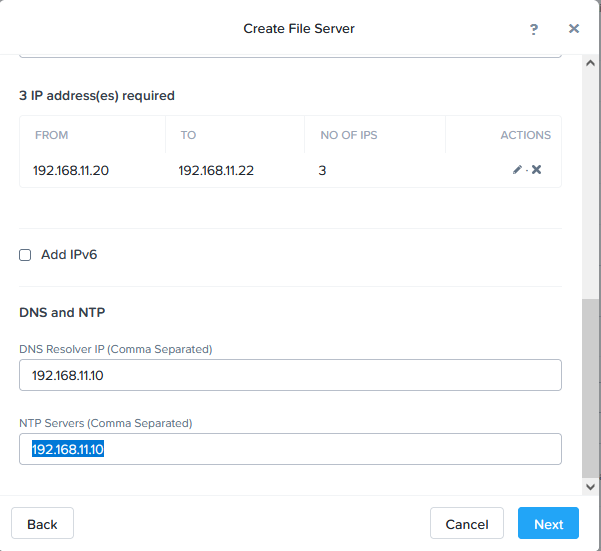 Create File Server
?
3 IP address(es) required
FROM TO NO OF IPS ACTIONS
192.168.11.20 192.168.11.22 3
Add IPv6
DNS and NTP
DNS Resolver IP (Comma Separated)
192.168.11.10
NTP Servers (Comma Separated)
192.168.11.10
Back Cancel Next